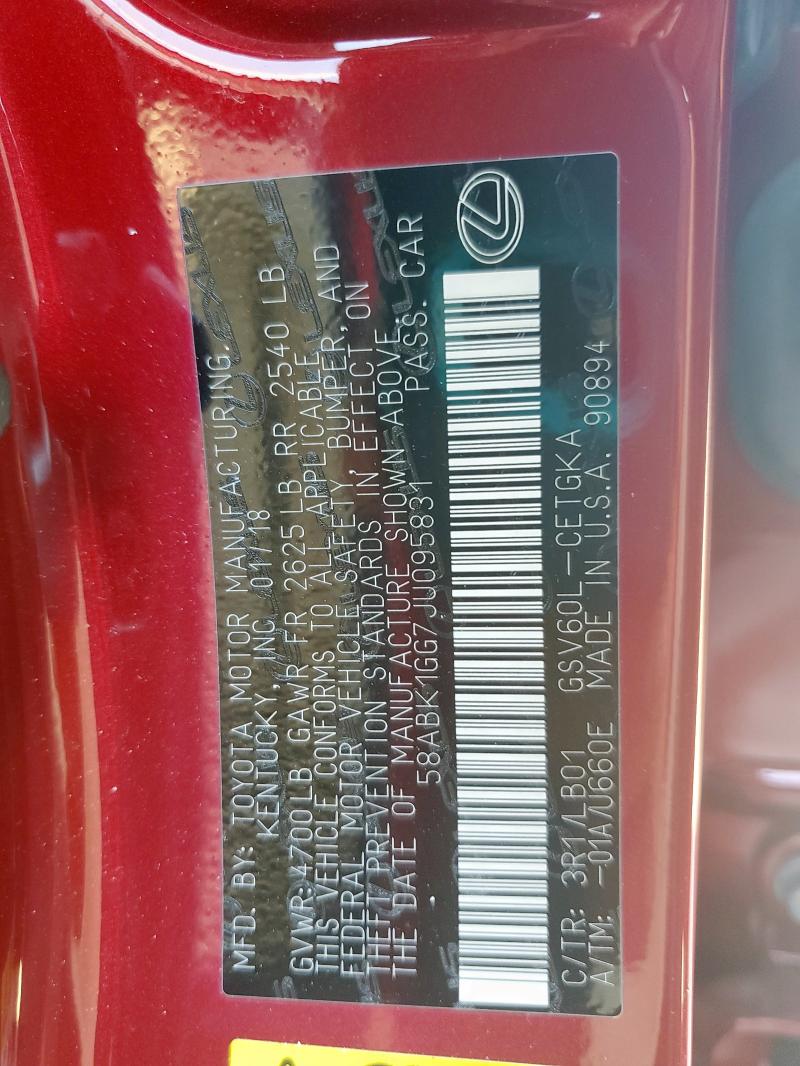 MFD. BY: TOYOTA MOTOR MANUFACTURING,
KENTUCKY, INC. 01/18
GVWR 4700LB GAWR FR 2625LB RR 2540 LB
THIS VEHICLE CONFORMS TO ALL APPLICABLE
FEDERAL MOTOR VEHICLE SAFETY, BUMPER, AND
THEFT PREVENTION STANDARDS IN EFFECT ON
THE DATE OF MANUFACTURE SHOWN ABOVE.
58ABK1GG7JU095831 PASS. CAR
C/TR: 3R1/LB01 GSV60L-CETGKA
A/TM: -01A/U660E MADE IN U.S.A. 90894